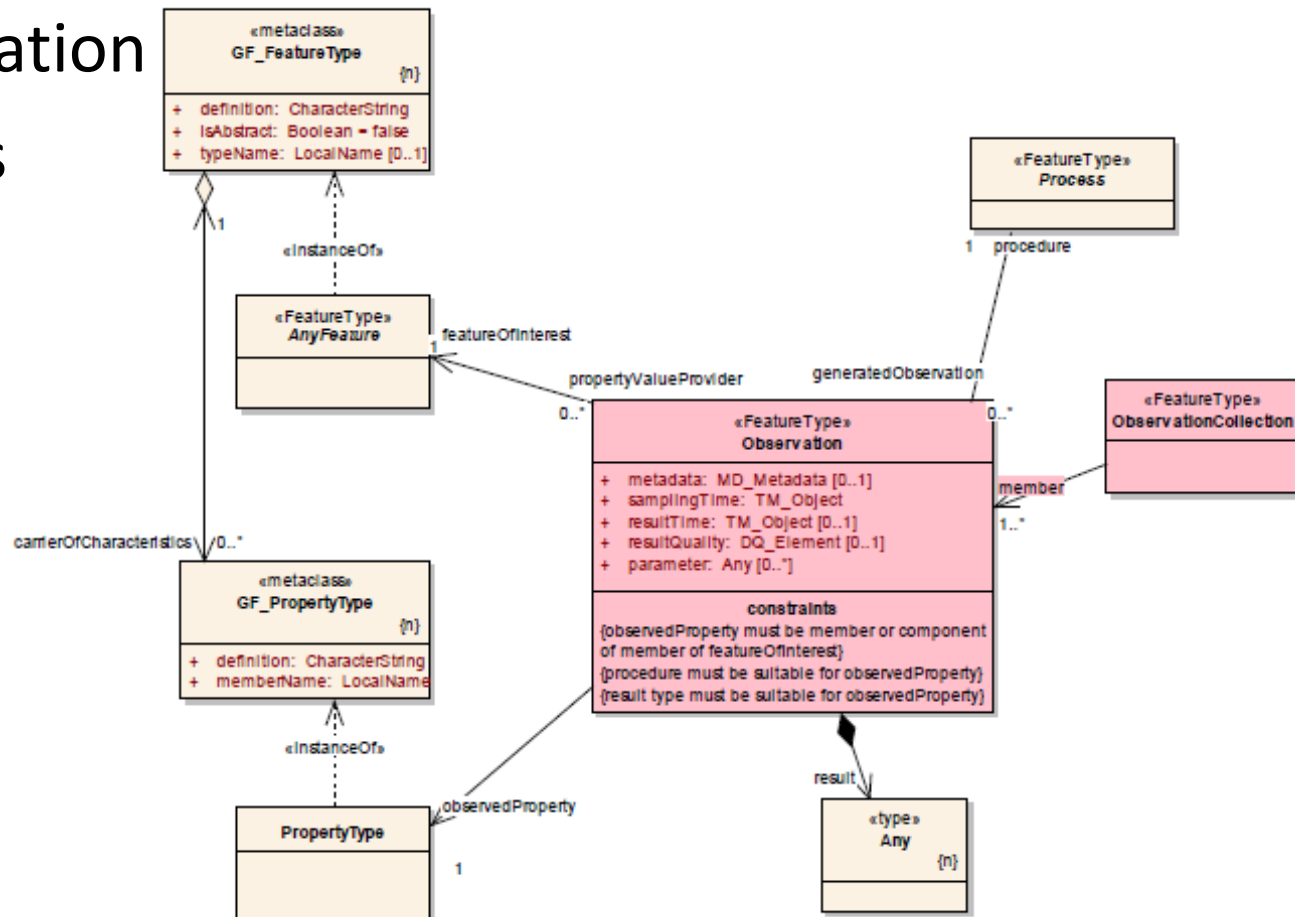 ation
s
«metaclass»
GF_FeatureType
{n}
+ definition: CharacterString
+ isAbstract: Boolean = false
+ typeName: LocalName [0..1]
1
«instanceOf»
«FeatureType»
AnyFeature
1
featureOfInterest
propertyValueProvider
0..*
«FeatureType»
Process
1 procedure
generatedObservation
0..*
«FeatureType»
Observation
+ metadata: MD_Metadata [0..1]
+ samplingTime: TM_Object
+ resultTime: TM_Object [0..1]
+ resultQuality: DQ_Element [0..1]
+ parameter: Any [0..*]
constraints
{observedProperty must be member or component
of member of featureOfInterest}
{procedure must be suitable for observedProperty}
{result type must be suitable for observedProperty}
«FeatureType»
ObservationCollection
member
1..*
carrierOfCharacteristics
0..*
«metaclass»
GF_PropertyType
{n}
+ definition: CharacterString
+ memberName: LocalName
«instanceOf»
PropertyType
observedProperty
1
result
«type»
Any
{n}